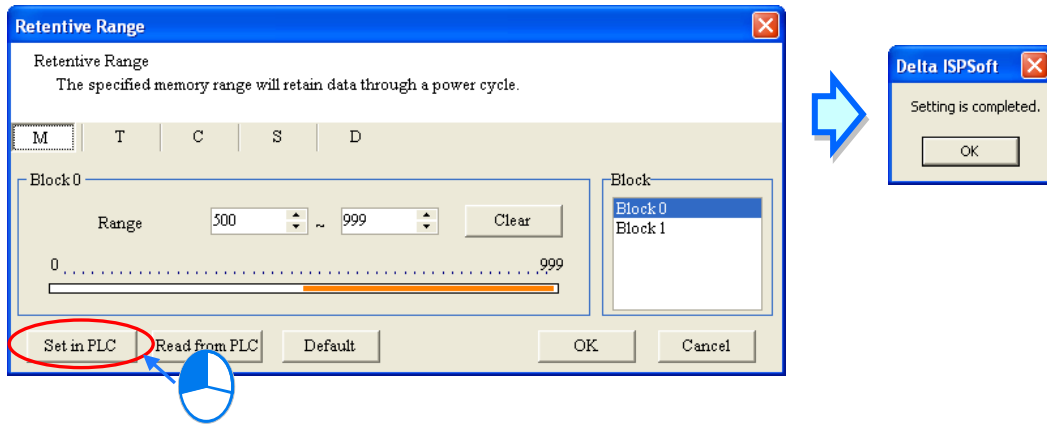 Retentive Range
Retentive Range
The specified memory range will retain data through a power cycle.
M T C S D
Block 0
Range 500 ~ 999 Clear
0 999
Block
Block 0
Block 1
Set in PLC Read from PLC Default OK Cancel
Delta ISPSoft
Setting is completed.
OK